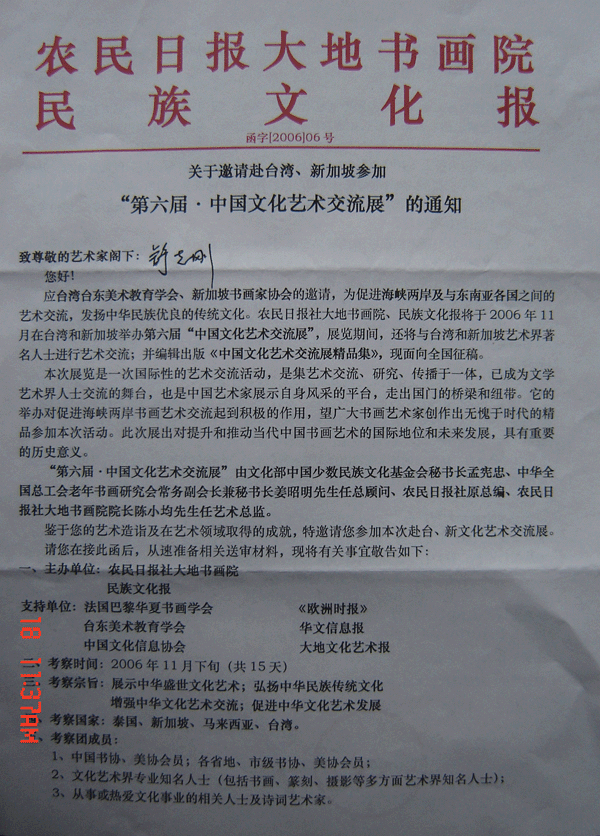 农民日报大地书画院
民族文化报
函字[2006]06号
关于邀请赴台湾、新加坡参加
“第六届·中国文化艺术交流展”的通知
致尊敬的艺术家阁下：
您好！
应台湾台东美术教育学会、新加坡书画家协会的邀请，为促进海峡两岸及与东南亚各国之间的
艺术交流，发扬中华民族优良的传统文化。农民日报社大地书画院、民族文化报将于2006年11
月在台湾和新加坡举办第六届“中国文化艺术交流展”，展览期间，还将与台湾和新加坡艺术界著
名人士进行艺术交流；并编辑出版《中国文化艺术交流展精品集》，现面向全国征稿。
本次展览是一次国际性的艺术交流活动，是集艺术交流、研究、传播于一体，已成为文学
艺术界人士交流的舞台，也是中国艺术家展示自身风采的平台，走出国门的桥梁和纽带。它的
举办对促进海峡两岸书画艺术交流起到积极的作用，望广大书画艺术家创作出无愧于时代的精
品参加本次活动。此次展出对提升和推动当代中国书画艺术的国际地位和未来发展，具有重要
的历史意义。
“第六届·中国文化艺术交流展”由文化部中国少数民族文化基金会秘书长孟宪忠、中华全
国总工会老年书画研究会常务副会长兼秘书长姜昭明先生任总顾问、农民日报社原总编、农民日
报社大地书画院院长陈小均先生任艺术总监。
鉴于您的艺术造诣及在艺术领域取得的成就，特邀请您参加本次赴台、新文化艺术交流展。
请您在接此函后，从速准备相关送审材料，现将有关事宜敬告如下：
一、主办单位：农民日报社大地书画院
民族文化报
支持单位：法国巴黎华夏书画学会 《欧洲时报》
台东美术教育学会 华文信息报
中国文化信息协会 大地文化艺术报
、考察时间：2006年11月下旬（共15天）
、考察宗旨：展示中华盛世文化艺术；弘扬中华民族传统文化
增强中华文化艺术交流；促进中华文化艺术发展
、考察国家：泰国、新加坡、马来西亚、台湾。
、考察团成员：
1、中国书协、美协会员；各省地、市级书协、美协会员；
2、文化艺术界专业知名人士（包括书画、篆刻、摄影等多方面艺术界知名人士）；
3、从事或热爱文化事业的相关人士及诗词艺术家。
18 11:37AM